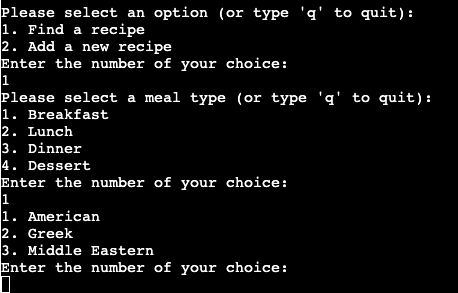 Please select an option (or type 'q' to quit):
1. Find a recipe
2. Add a new recipe
Enter the number of your choice:
1
Please select a meal type (or type 'q' to quit):
1. Breakfast
2. Lunch
3. Dinner
4. Dessert
Enter the number of your choice:
1
1. American
2. Greek
3. Middle Eastern
Enter the number of your choice: